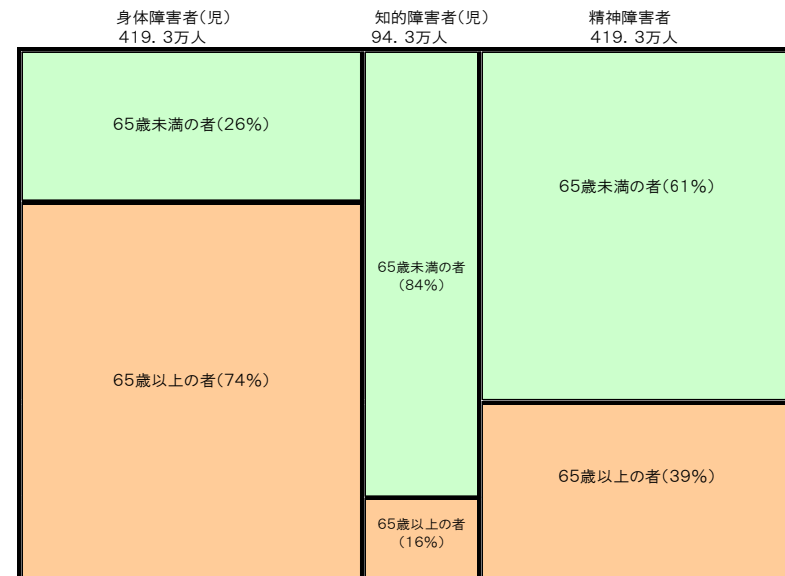 身体障害者(児)
419．3万人
知的障害者(児)
94．3万人
精神障害者
419．3万人
65歳未満の者(26%)
65歳以上の者(74%)
65歳未満の者
(84%)
65歳以上の者
(16%)
65歳未満の者(61%)
65歳以上の者(39%)